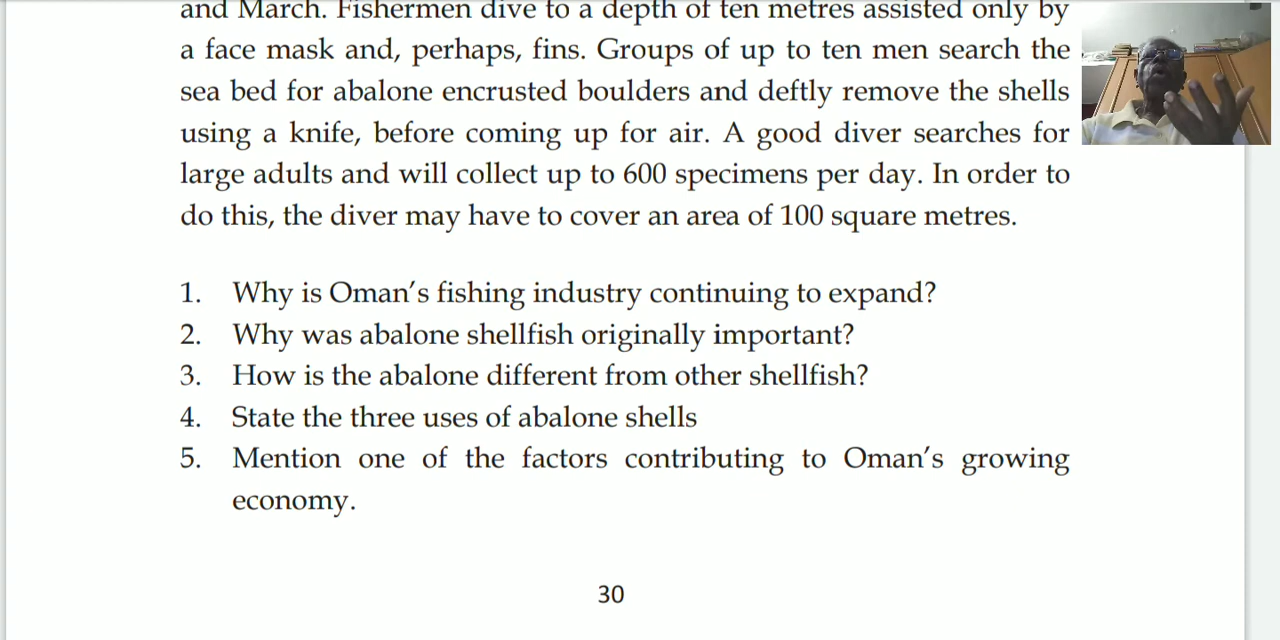 and March. Fishermen dive to a depth of ten metres assisted only by
a face mask and, perhaps, fins. Groups of up to ten men search the
sea bed for abalone encrusted boulders and deftly remove the shells
using a knife, before coming up for air. A good diver searches for
large adults and will collect up to 600 specimens per day. In order to
do this, the diver may have to cover an area of 100 square metres.
1. Why is Oman's fishing industry continuing to expand?
2. Why was abalone shellfish originally important?
3. How is the abalone different from other shellfish?
4. State the three uses of abalone shells
5. Mention one of the factors contributing to Oman's growing
economy.
30